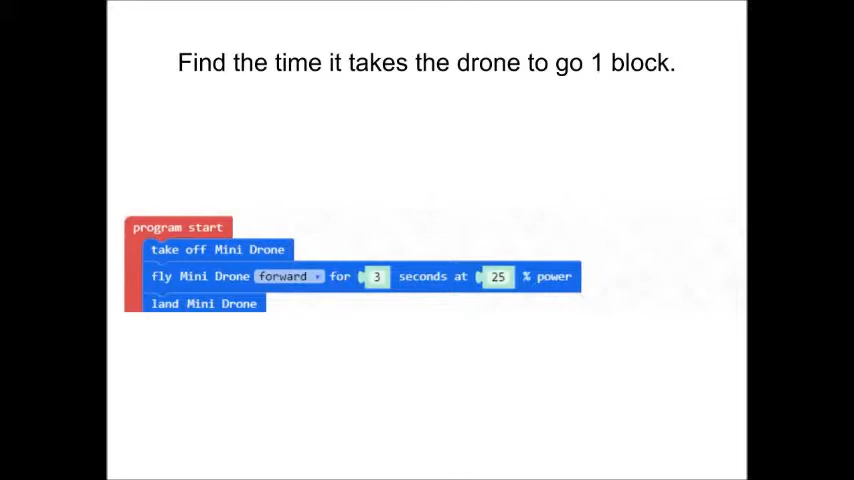 Find the time it takes the drone to go 1 block.
program start
take off Mini Drone
fly Mini Drone forward for 3 seconds at 25 % power
land Mini Drone